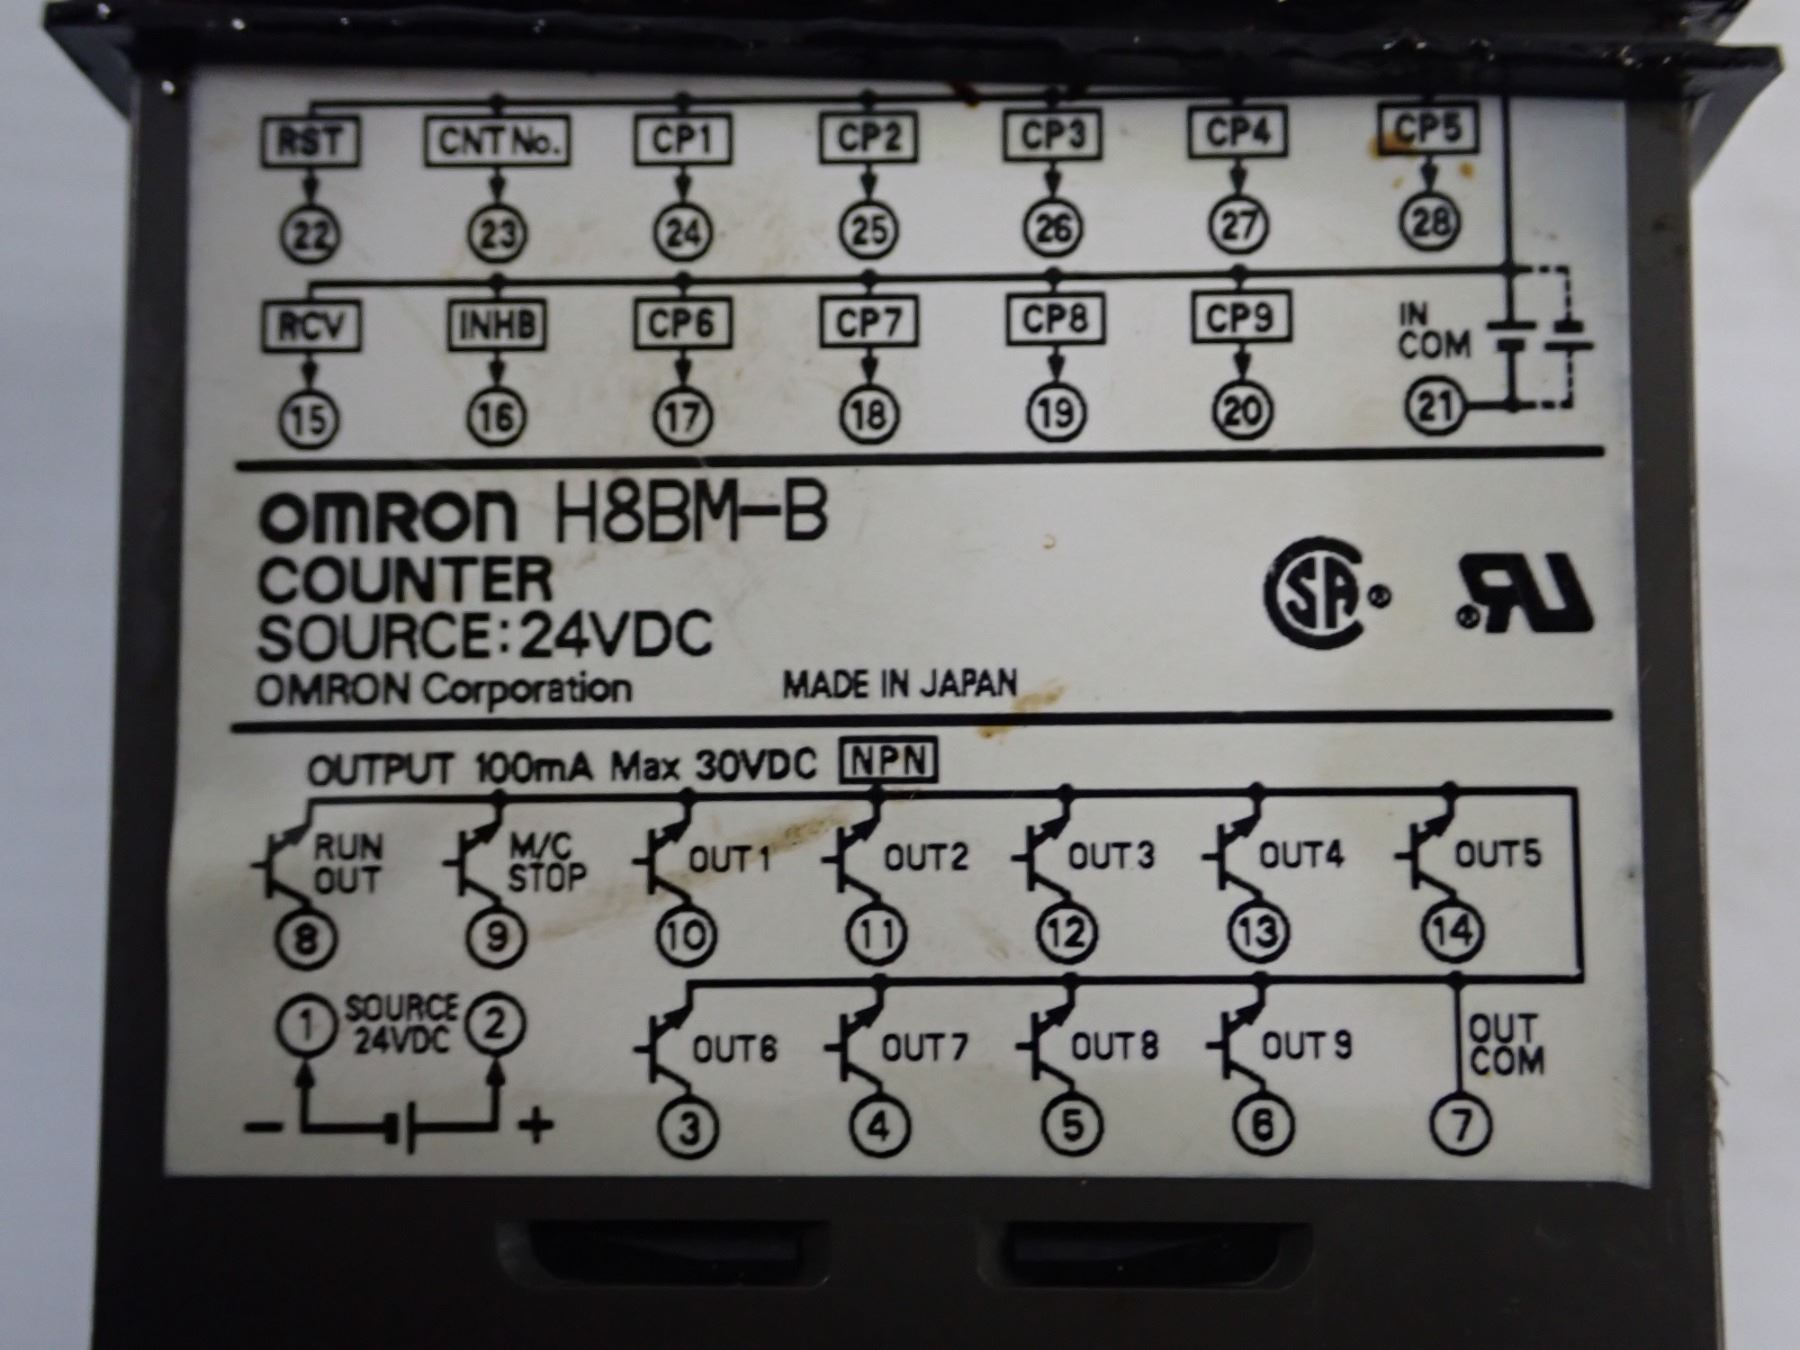 RST CNT No. CP1 CP2 CP3 CP4 CP5
22 23 24 25 26 27 28
RCV INHB CP6 CP7 CP8 CP9 IN
COM
15 16 17 18 19 20 21
OMRON H8BM-B
COUNTER
SOURCE:24VDC
OMRON Corporation MADE IN JAPAN
SA ®
® RU
OUTPUT 100mA Max 30VDC NPN
RUN
OUT
M/C
STOP
OUT1 OUT2 OUT3 OUT4 OUT5
8 9 10 11 12 13 14
1 SOURCE
24VDC 2
OUT6 OUT7 OUT8 OUT9 OUT
COM
- +
3 4 5 6 7